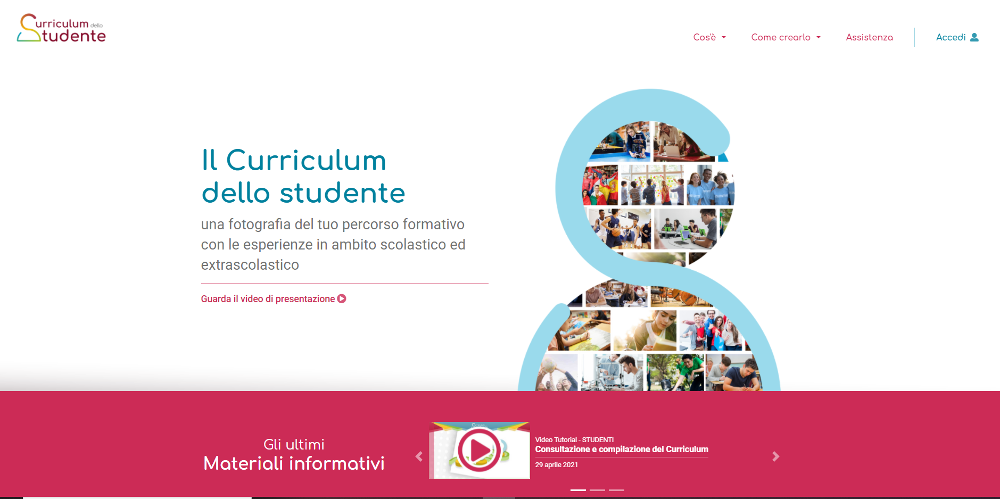 Curriculum dello
Studente
Cos'è
Come crearlo
Assistenza
Accedi
Il Curriculum
dello studente
una fotografia del tuo percorso formativo
con le esperienze in ambito scolastico ed
extrascolastico
Guarda il video di presentazione
Gli ultimi
Materiali informativi
Video Tutorial - STUDENTI
Consultazione e compilazione del Curriculum
29 aprile 2021